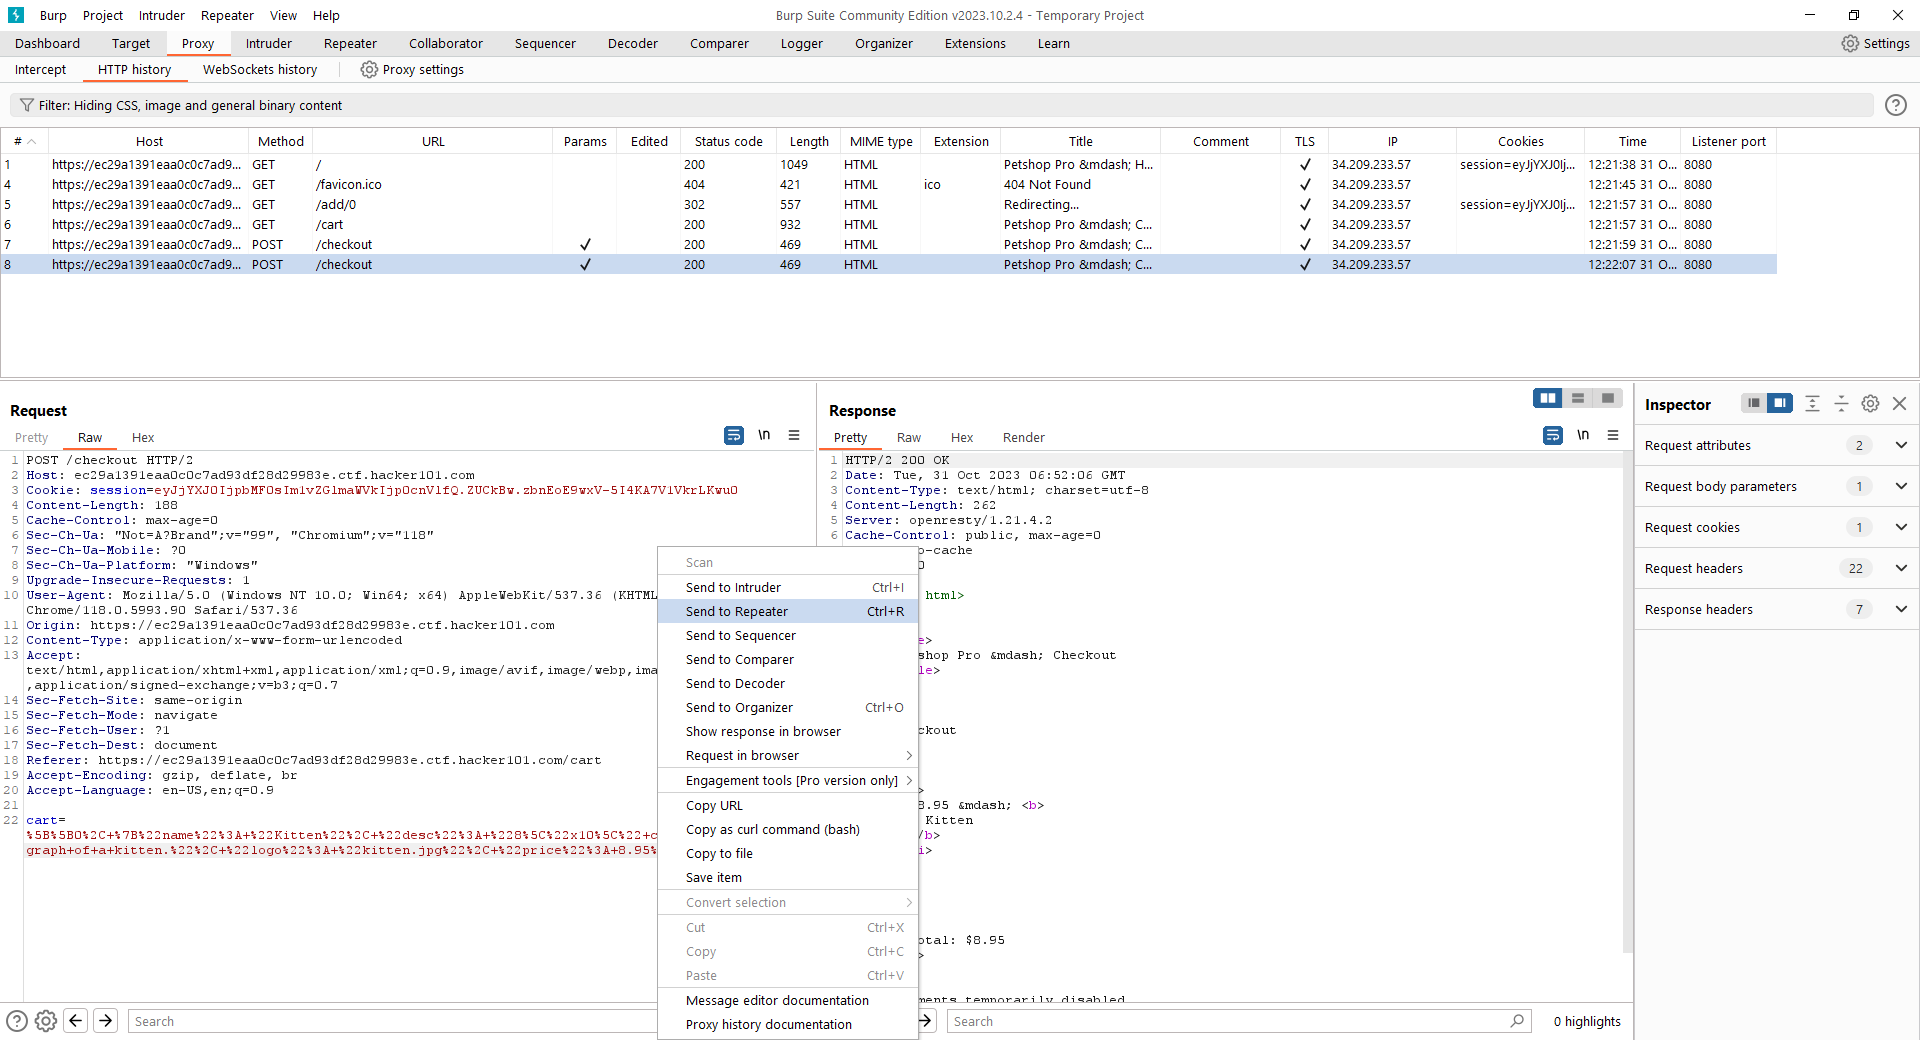 Burp Project Intruder Repeater View Help Burp Suite Community Edition v2023.10.2.4 - Temporary Project
Dashboard Target Proxy Intruder Repeater Collaborator Sequencer Decoder Comparer Logger Organizer Extensions Learn Settings
Intercept HTTP history WebSockets history Proxy settings
Filter: Hiding CSS, image and general binary content
# Host Method URL Params Edited Status code Length MIME type Extension Title Comment TLS IP Cookies Time Listener port
1 https://ec29a1391eaa0c0c7ad9... GET / 200 1049 HTML Petshop Pro &mdash; H... ✓ 34.209.233.57 session=eyJjYXJ0Ij... 12:21:38 31 O... 8080
4 https://ec29a1391eaa0c0c7ad9... GET /favicon.ico 404 421 HTML ico 404 Not Found ✓ 34.209.233.57 12:21:45 31 O... 8080
5 https://ec29a1391eaa0c0c7ad9... GET /add/0 302 557 HTML Redirecting... ✓ 34.209.233.57 session=eyJjYXJ0Ij... 12:21:57 31 O... 8080
6 https://ec29a1391eaa0c0c7ad9... GET /cart 200 932 HTML Petshop Pro &mdash; C... ✓ 34.209.233.57 12:21:57 31 O... 8080
7 https://ec29a1391eaa0c0c7ad9... POST /checkout ✓ 200 469 HTML Petshop Pro &mdash; C... ✓ 34.209.233.57 12:21:59 31 O... 8080
8 https://ec29a1391eaa0c0c7ad9... POST /checkout ✓ 200 469 HTML Petshop Pro &mdash; C... ✓ 34.209.233.57 12:22:07 31 O... 8080
Request
Pretty Raw Hex
\n
1 POST /checkout HTTP/2
2 Host: ec29a1391eaa0c0c7ad93df28d29983e.ctf.hacker101.com
3 Cookie: session=eyJjYXJ0IjpbMF0sIm1vZGlmaWVkIjp0cnVlfQ.ZUCkBw.zbnEoE9wxV-5I4KA7V1VkrLKwu0
4 Content-Length: 188
5 Cache-Control: max-age=0
6 Sec-Ch-Ua: "Not=A?Brand";v="99", "Chromium";v="118"
7 Sec-Ch-Ua-Mobile: ?0
8 Sec-Ch-Ua-Platform: "Windows"
9 Upgrade-Insecure-Requests: 1
10 User-Agent: Mozilla/5.0 (Windows NT 10.0; Win64; x64) AppleWebKit/537.36 (KHTML
Chrome/118.0.5993.90 Safari/537.36
11 Origin: https://ec29a1391eaa0c0c7ad93df28d29983e.ctf.hacker101.com
12 Content-Type: application/x-www-form-urlencoded
13 Accept:
text/html,application/xhtml+xml,application/xml;q=0.9,image/avif,image/webp,ima
,application/signed-exchange;v=b3;q=0.7
14 Sec-Fetch-Site: same-origin
15 Sec-Fetch-Mode: navigate
16 Sec-Fetch-User: ?1
17 Sec-Fetch-Dest: document
18 Referer: https://ec29a1391eaa0c0c7ad93df28d29983e.ctf.hacker101.com/cart
19 Accept-Encoding: gzip, deflate, br
20 Accept-Language: en-US,en;q=0.9
21
22 cart=
%5B%5B0%2C+%7B%22name%22%3A+%22Kitten%22%2C+%22desc%22%3A+%228%5C%22x10%5C%22+c
graph+of+a+kitten.%22%2C+%22logo%22%3A+%22kitten.jpg%22%2C+%22price%22%3A+8.95%
Search
Scan
Send to Intruder Ctrl+I
Send to Repeater Ctrl+R
Send to Sequencer
Send to Comparer
Send to Decoder
Send to Organizer Ctrl+O
Show response in browser
Request in browser
Engagement tools [Pro version only]
Copy URL
Copy as curl command (bash)
Copy to file
Save item
Convert selection
Cut Ctrl+X
Copy Ctrl+C
Paste Ctrl+V
Message editor documentation
Proxy history documentation
Response
Pretty Raw Hex Render
\n
1 HTTP/2 200 OK
2 Date: Tue, 31 Oct 2023 06:52:06 GMT
3 Content-Type: text/html; charset=utf-8
4 Content-Length: 262
5 Server: openresty/1.21.4.2
6 Cache-Control: public, max-age=0
o-cache
0
html>
e>
shop Pro &mdash; Checkout
le>
ckout
>
8.95 &mdash; <b>
Kitten
/b>
i>
otal: $8.95
>
ments temporarily disabled
Search
0 highlights
Inspector
Request attributes 2
Request body parameters 1
Request cookies 1
Request headers 22
Response headers 7